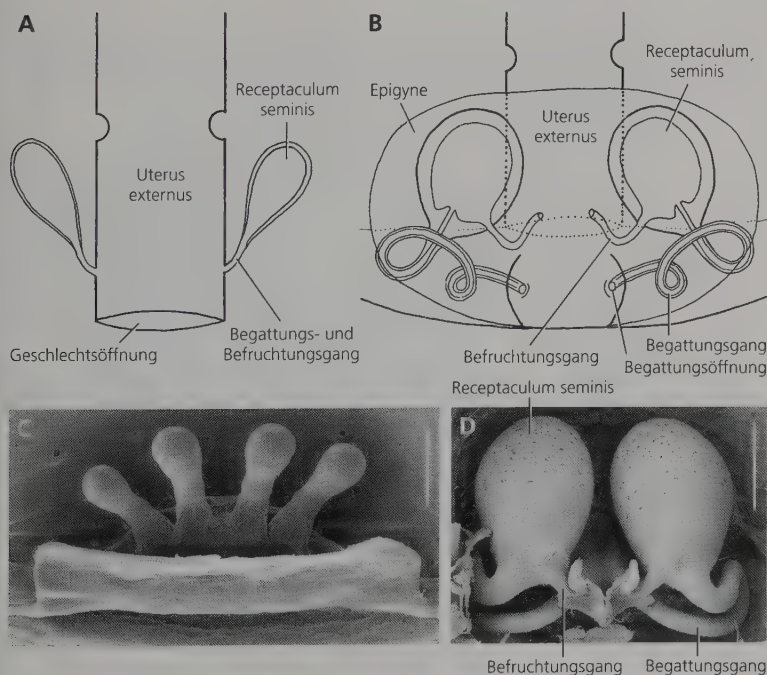 A
Receptaculum
seminis
Uterus
externus
Geschlechtsöffnung
Begattungs- und
Befruchtungsgang
B
Receptaculum
seminis
Epigyne
Uterus
externus
Befruchtungsgang
Begattungsgang
Begattungsöffnung
Receptaculum seminis
C
D
Befruchtungsgang
Begattungsgang